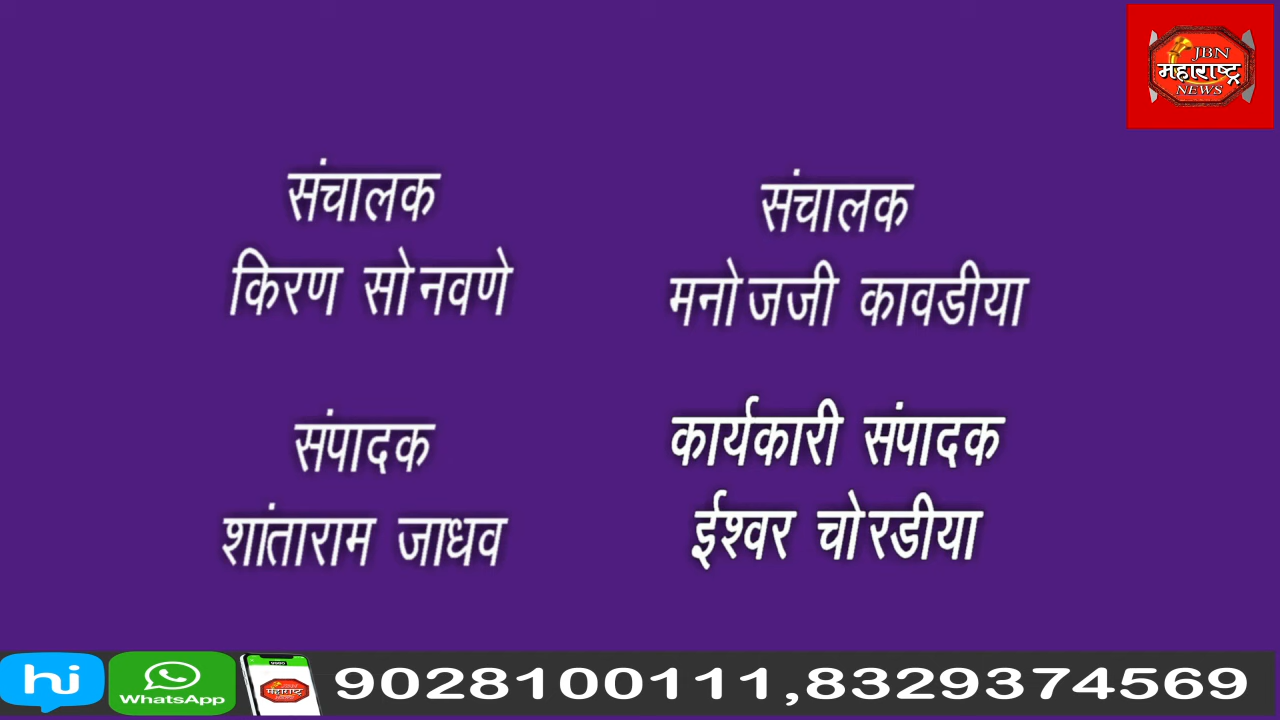 JBN
महाराष्ट्र
NEWS
संचालक
किरण सोनवणे
संचालक
मनोजजी कावडीया
संपादक
शांताराम जाधव
कार्यकारी संपादक
ईश्वर चोरडीया
hi
WhatsApp
महाराष्ट्र
9028100111,8329374569